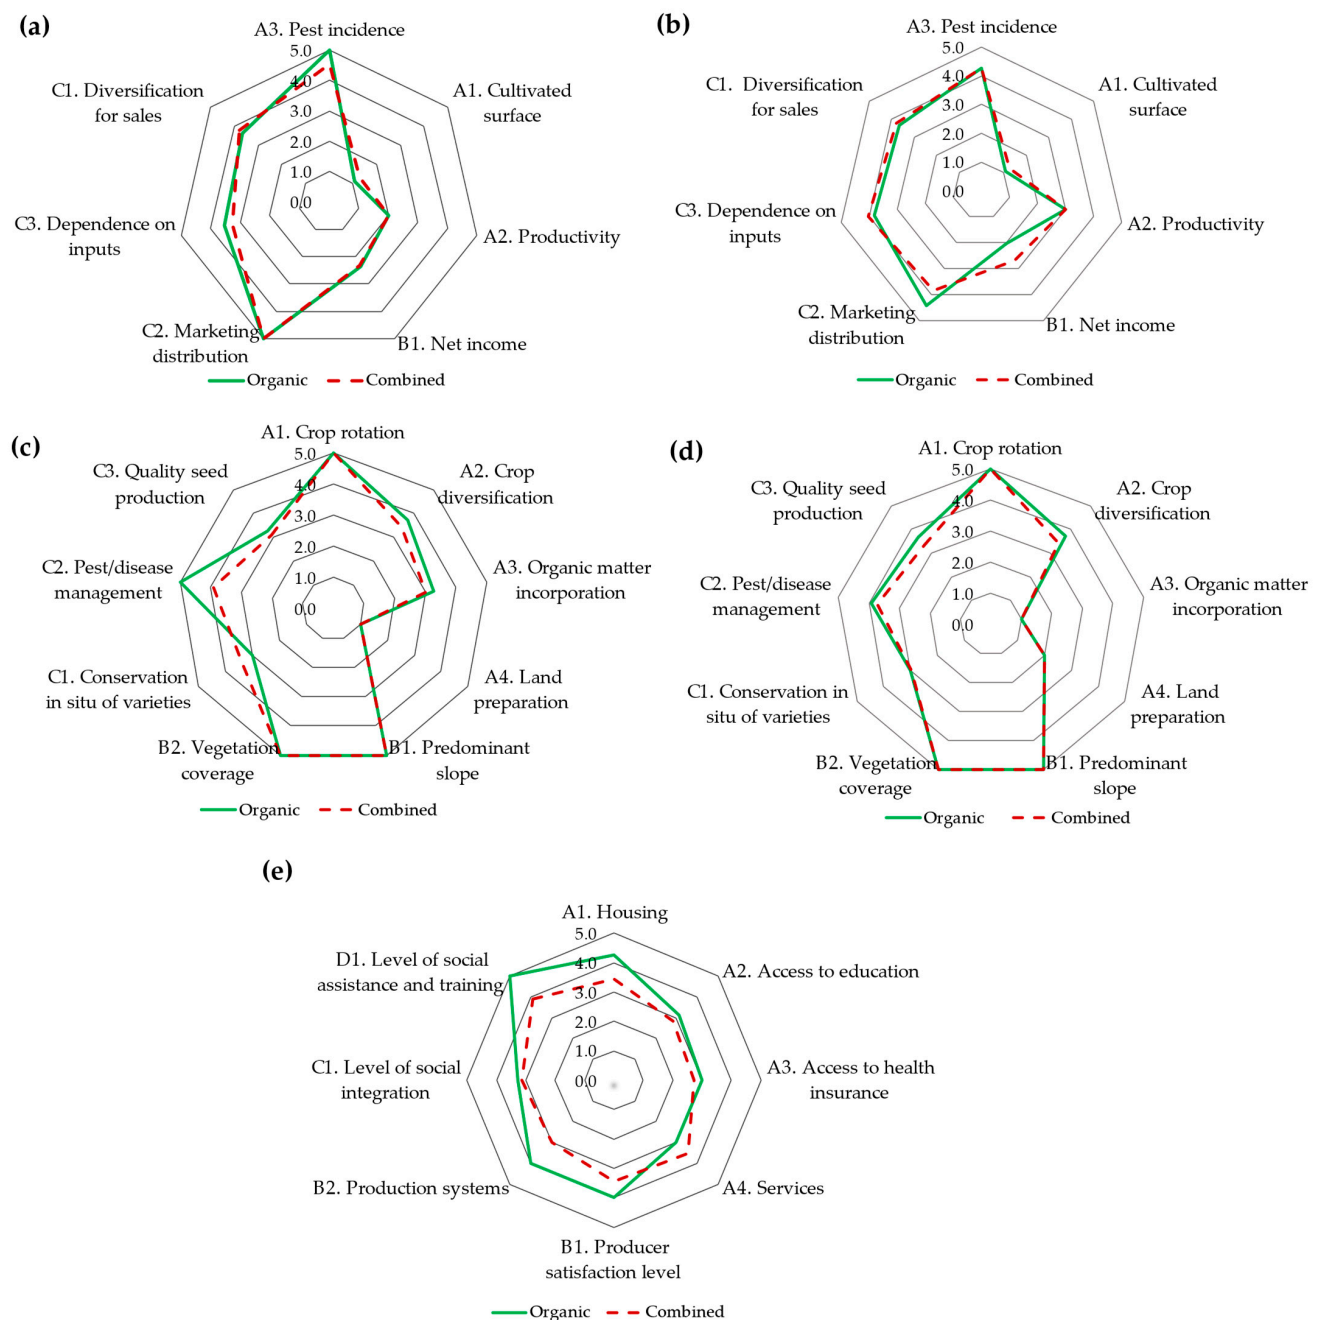 (a)
A3. Pest incidence
5.0
4.0
3.0
2.0
1.0
0.0
A1. Cultivated
surface
A2. Productivity
B1. Net income
C2. Marketing
distribution
C3. Dependence on
inputs
C1. Diversification
for sales
Organic
Combined
(b)
A3. Pest incidence
5.0
4.0
3.0
2.0
1.0
0.0
A1. Cultivated
surface
A2. Productivity
B1. Net income
C2. Marketing
distribution
C3. Dependence on
inputs
C1. Diversification
for sales
Organic
Combined
(c)
A1. Crop rotation
5.0
4.0
3.0
2.0
1.0
0.0
A2. Crop
diversification
A3. Organic matter
incorporation
A4. Land
preparation
B1. Predominant
slope
B2. Vegetation
coverage
C1. Conservation
in situ of varieties
C2. Pest/disease
management
C3. Quality seed
production
Organic
Combined
(d)
A1. Crop rotation
5.0
4.0
3.0
2.0
1.0
0.0
A2. Crop
diversification
A3. Organic matter
incorporation
A4. Land
preparation
B1. Predominant
slope
B2. Vegetation
coverage
C1. Conservation in
situ of varieties
C2. Pest/disease
management
C3. Quality seed
production
Organic
Combined
(e)
A1. Housing
5.0
4.0
3.0
2.0
1.0
0.0
A2. Access to education
A3. Access to health
insurance
A4. Services
B1. Producer
satisfaction level
B2. Production systems
C1. Level of social
integration
D1. Level of social
assistance and training
Organic
Combined